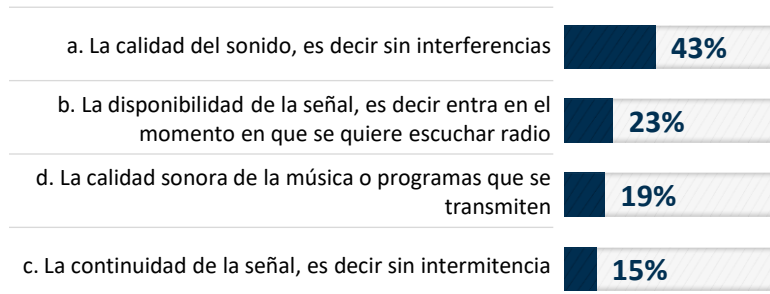 a. La calidad del sonido, es decir sin interferencias
43%
b. La disponibilidad de la señal, es decir entra en el
momento en que se quiere escuchar radio
23%
d. La calidad sonora de la música o programas que se
transmiten
19%
c. La continuidad de la señal, es decir sin intermitencia
15%